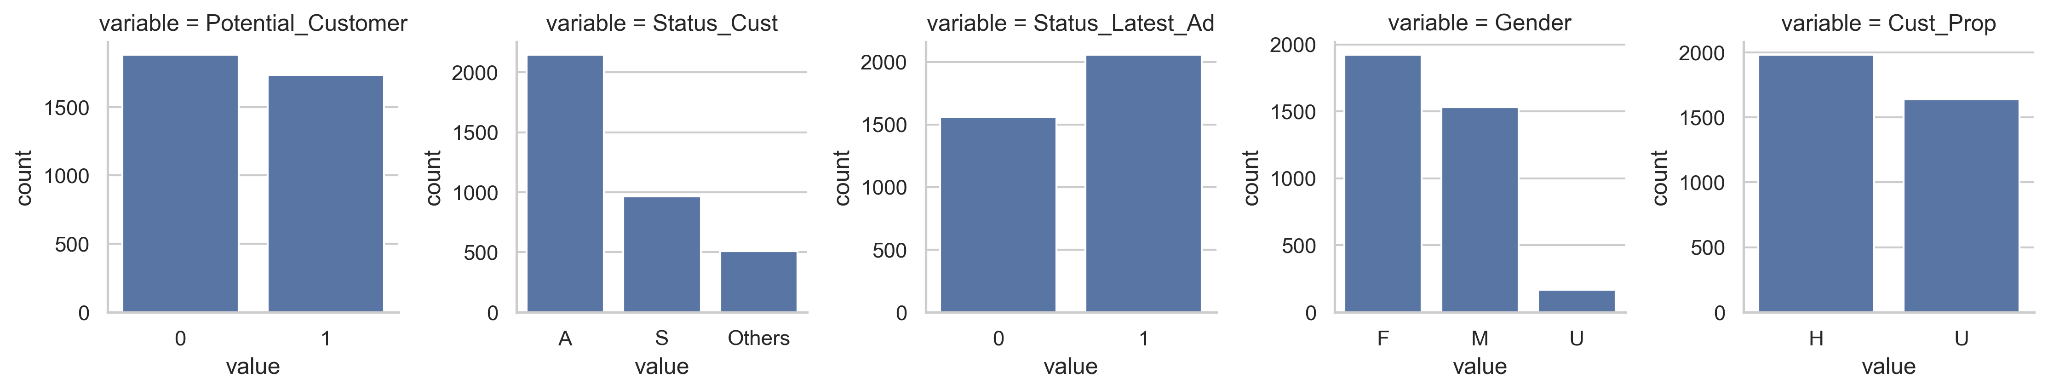 variable = Potential_Customer
count
1500
1000
500
0
0 1
value
variable = Status_Cust
count
2000
1500
1000
500
0
A S Others
value
variable = Status_Latest_Ad
count
2000
1500
1000
500
0
0 1
value
variable = Gender
count
2000
1500
1000
500
0
F M U
value
variable = Cust_Prop
count
2000
1500
1000
500
0
H U
value